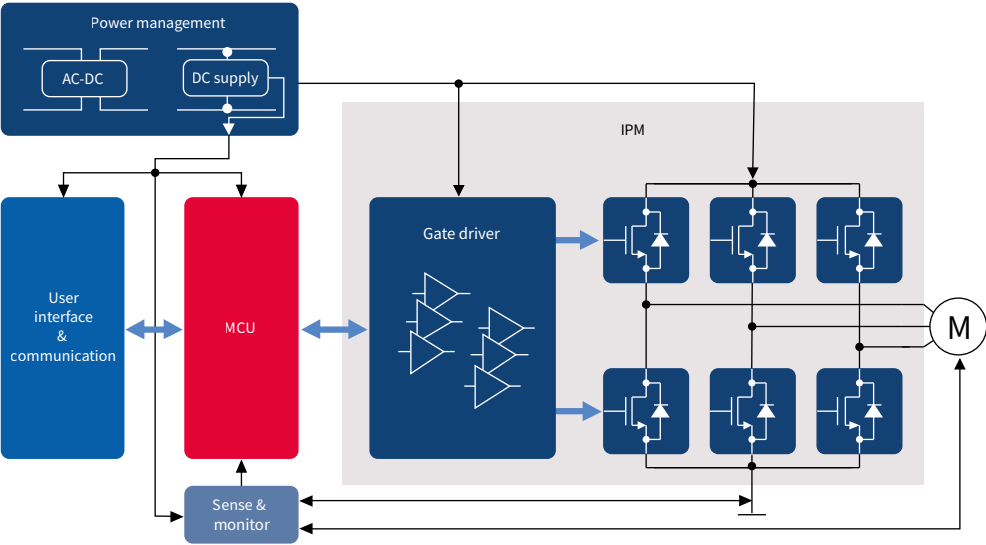 Power management
AC-DC
DC supply
IPM
Gate driver
User
interface
&
communication
MCU
M
Sense &
monitor